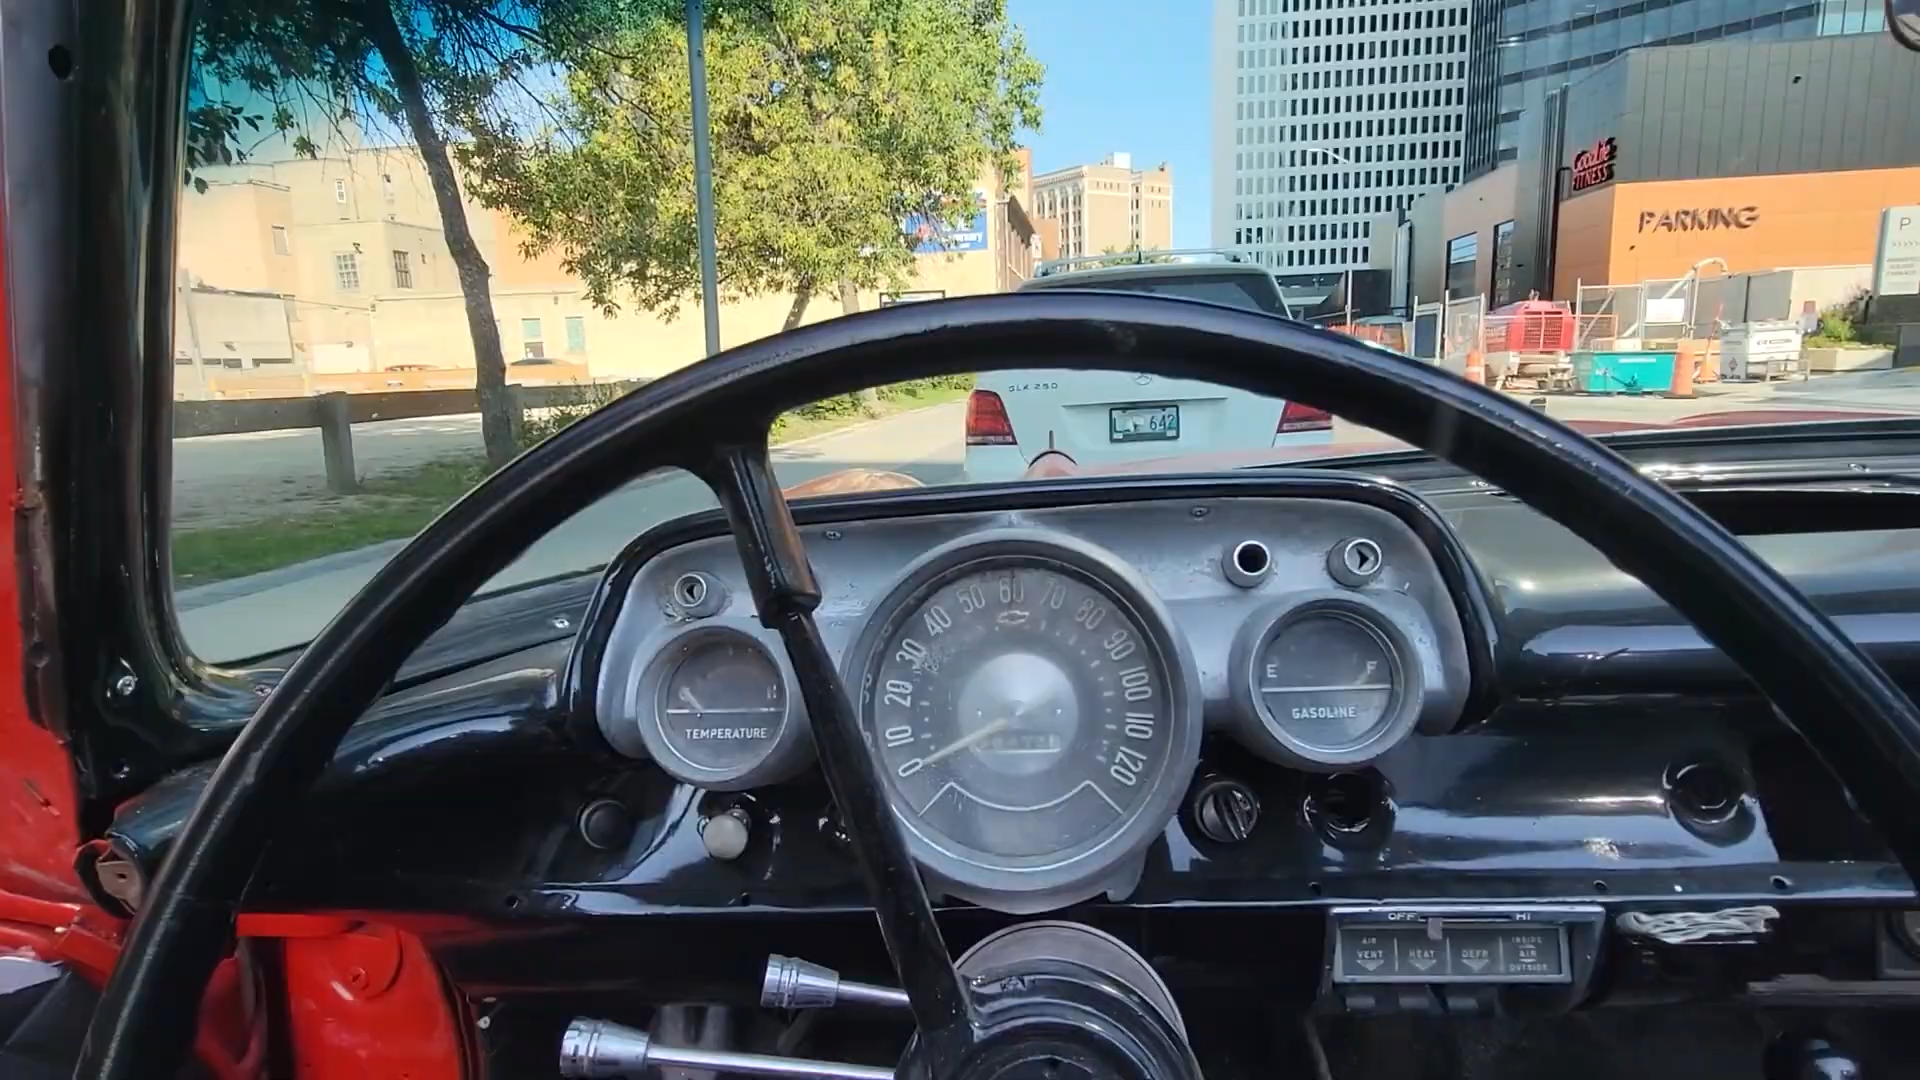 GoodLife
FITNESS
PARKING
P
GLK 250
642
0 10 20 30 40 50 60 70 80 90 100 110 120
TEMPERATURE
H
E F
GASOLINE
OFF HI
AIR VENT
HEAT
DEFR
INSIDE AIR OUTSIDE